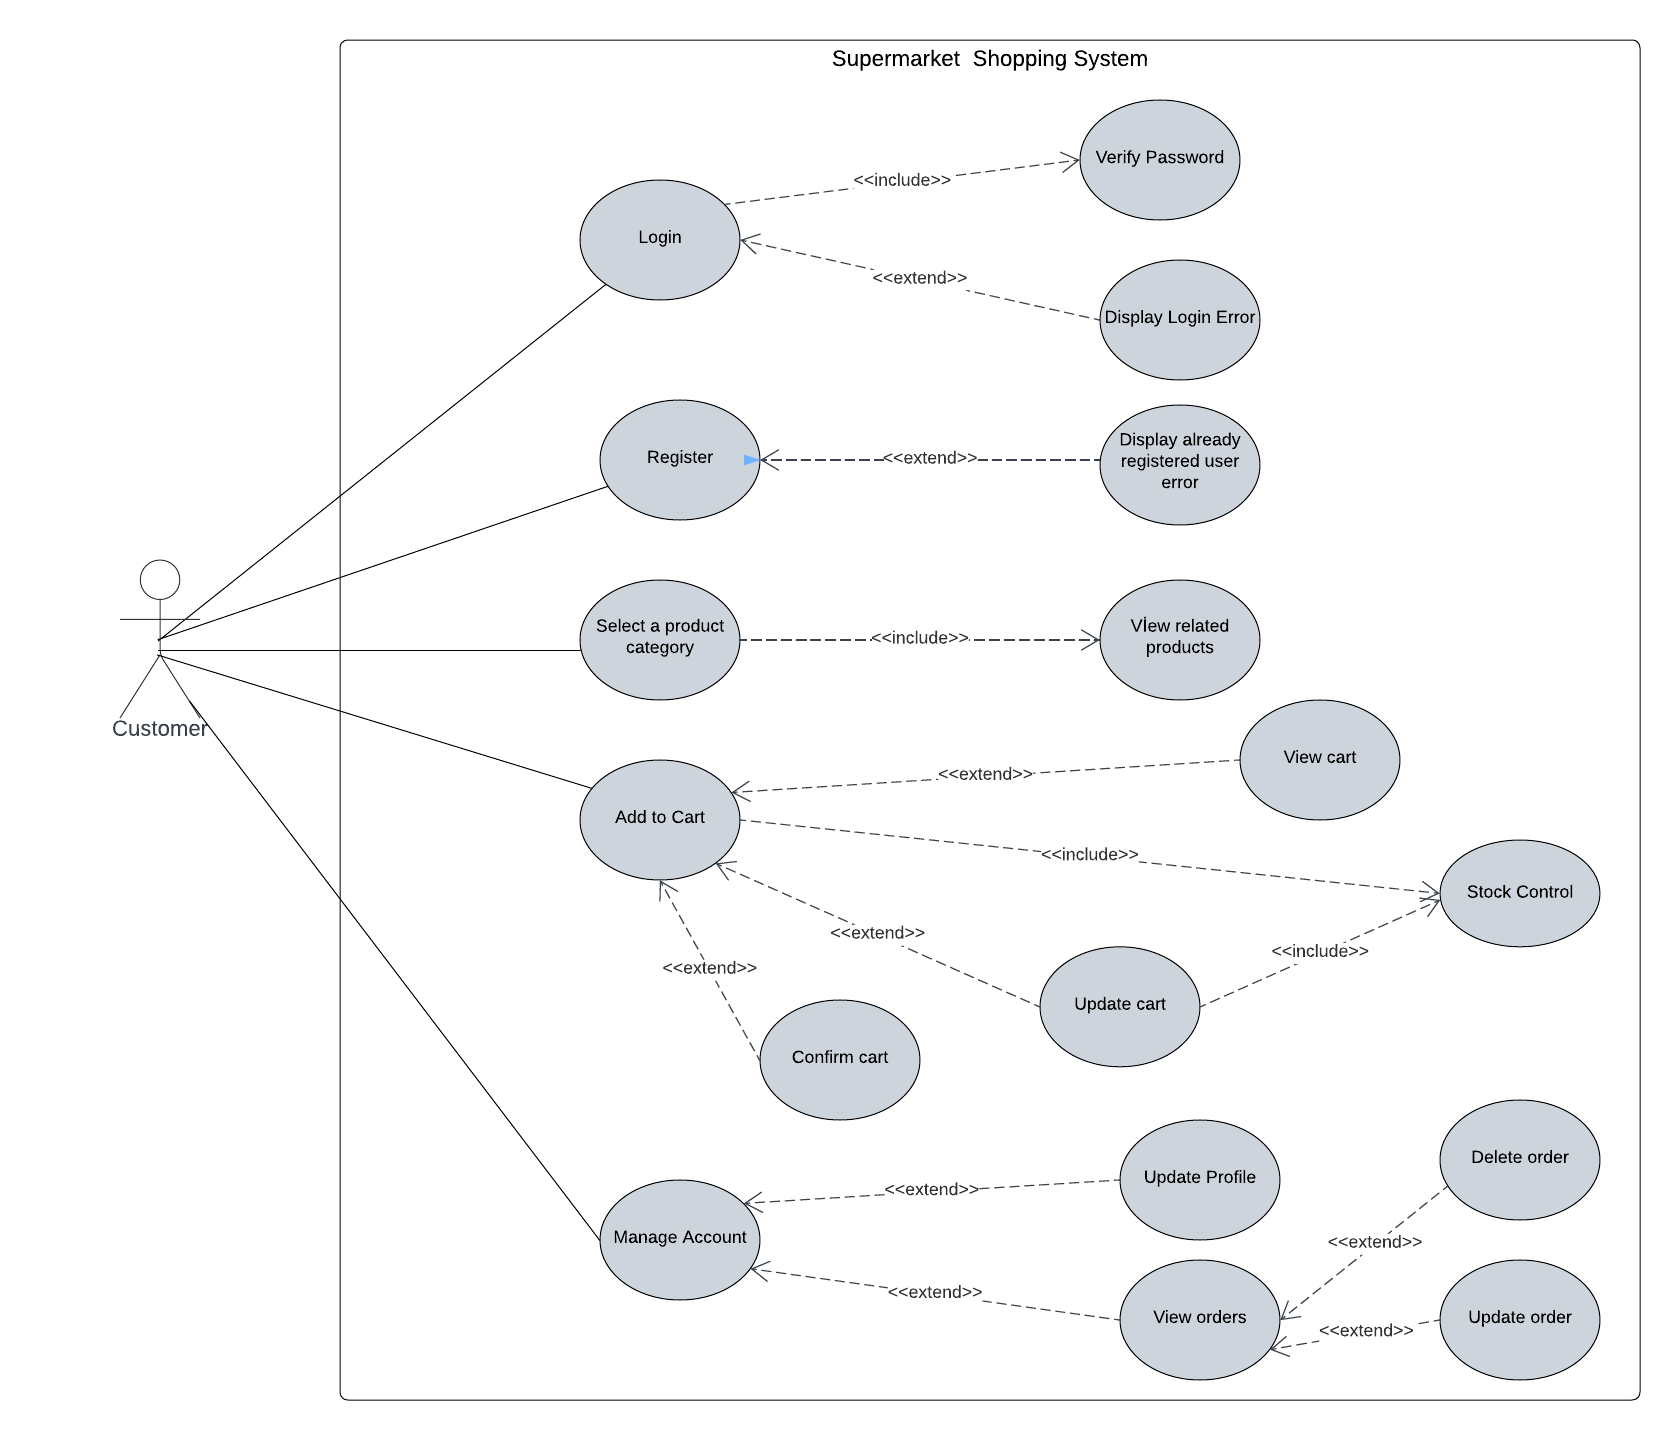 Supermarket  Shopping System
Verify Password
<<include>>
Login
<<extend>>
Display Login Error
Register
<<extend>>
Display already
registered user
error
Select a product
category
<<include>>
Vİew related
products
Customer
View cart
<<extend>>
Add to Cart
<<include>>
Stock Control
<<extend>>
<<include>>
<<extend>>
Update cart
Confirm cart
Delete order
Update Profile
<<extend>>
Manage Account
<<extend>>
<<extend>>
View orders
<<extend>>
Update order